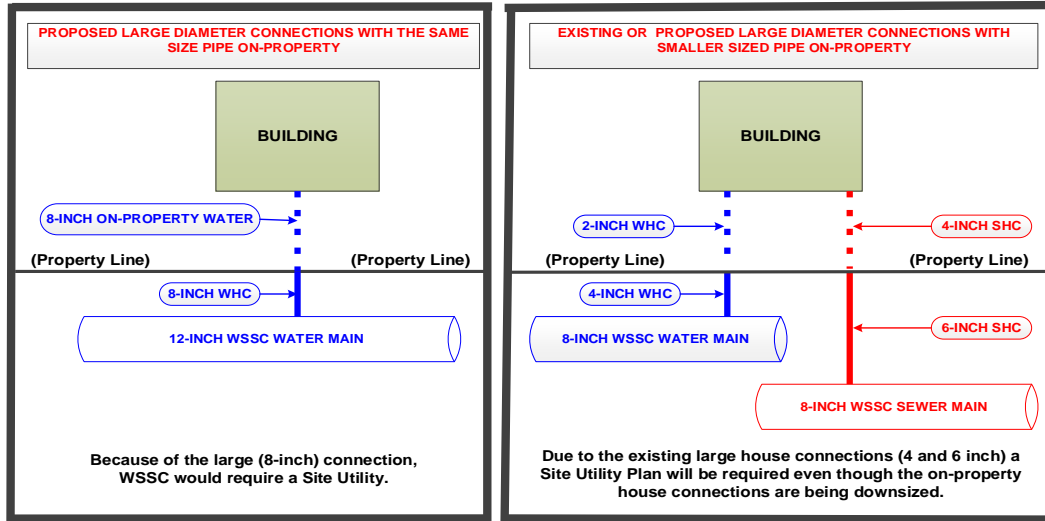 PROPOSED LARGE DIAMETER CONNECTIONS WITH THE SAME
SIZE PIPE ON-PROPERTY
BUILDING
8-INCH ON-PROPERTY WATER
(Property Line)
(Property Line)
8-INCH WHC
12-INCH WSSC WATER MAIN
Because of the large (8-inch) connection,
WSSC would require a Site Utility.
EXISTING OR PROPOSED LARGE DIAMETER CONNECTIONS WITH
SMALLER SIZED PIPE ON-PROPERTY
BUILDING
2-INCH WHC
4-INCH SHC
(Property Line)
(Property Line)
4-INCH WHC
6-INCH SHC
8-INCH WSSC WATER MAIN
8-INCH WSSC SEWER MAIN
Due to the existing large house connections (4 and 6 inch) a
Site Utility Plan will be required even though the on-property
house connections are being downsized.